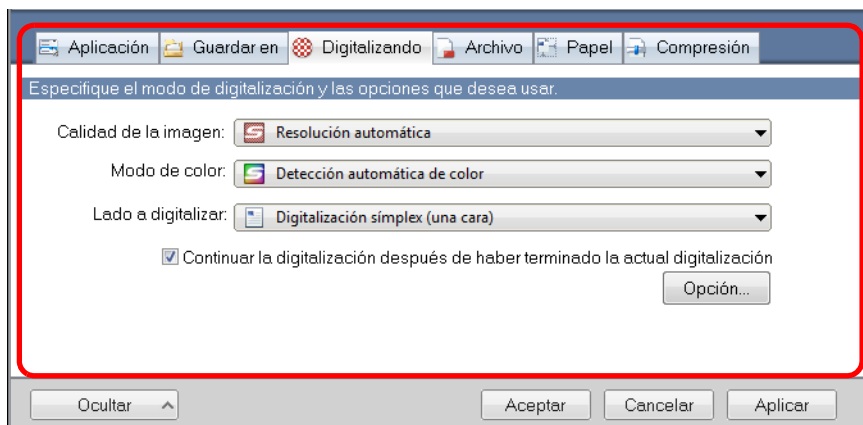 Aplicación Guardar en Digitalizando Archivo Papel Compresión
Especifique el modo de digitalización y las opciones que desea usar.
Calidad de la imagen: Resolución automática
Modo de color: Detección automática de color
Lado a digitalizar: Digitalización símplex (una cara)
Continuar la digitalización después de haber terminado la actual digitalización
Opción...
Ocultar Aceptar Cancelar Aplicar